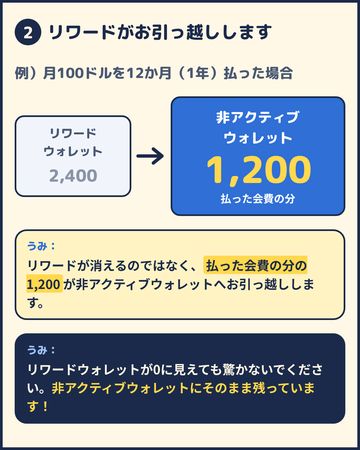 2 リワードがお引っ越しします
例）月100ドルを12か月（1年）払った場合
リワード
ウォレット
2,400
→
非アクティブ
ウォレット
1,200
払った会費の分
うみ：
リワードが消えるのではなく、払った会費の分の
1,200が非アクティブウォレットへお引っ越ししま
す。
うみ：
リワードウォレットが0に見えても驚かないでくださ
い。非アクティブウォレットにそのまま残っていま
す！